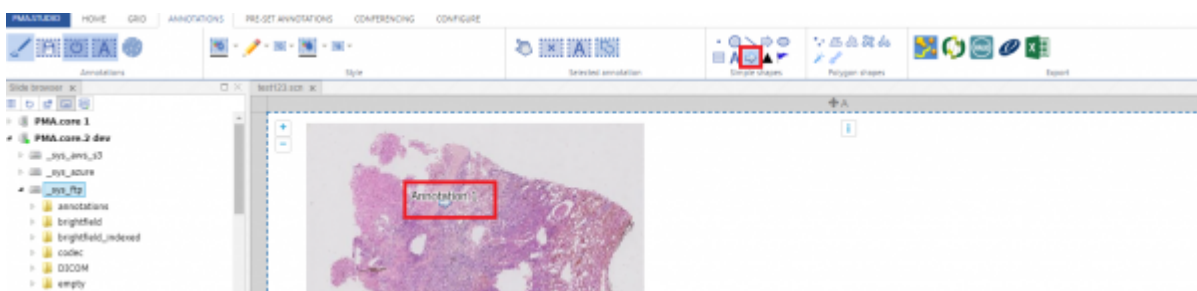 PMA.STUDIO HOME GRID ANNOTATIONS PRE-SET ANNOTATIONS CONFERENCING CONFIGURE
Annotations Style Selected annotation Simple shapes Polygon shapes Export
Slide browser test123.scn
A
PMA.core 1
PMA.core.2 dev
_sys_aws_s3
_sys_azure
_sys_ftp
Annotation
annotations
brightfield
brightfield_indexed
codec
DICOM
empty